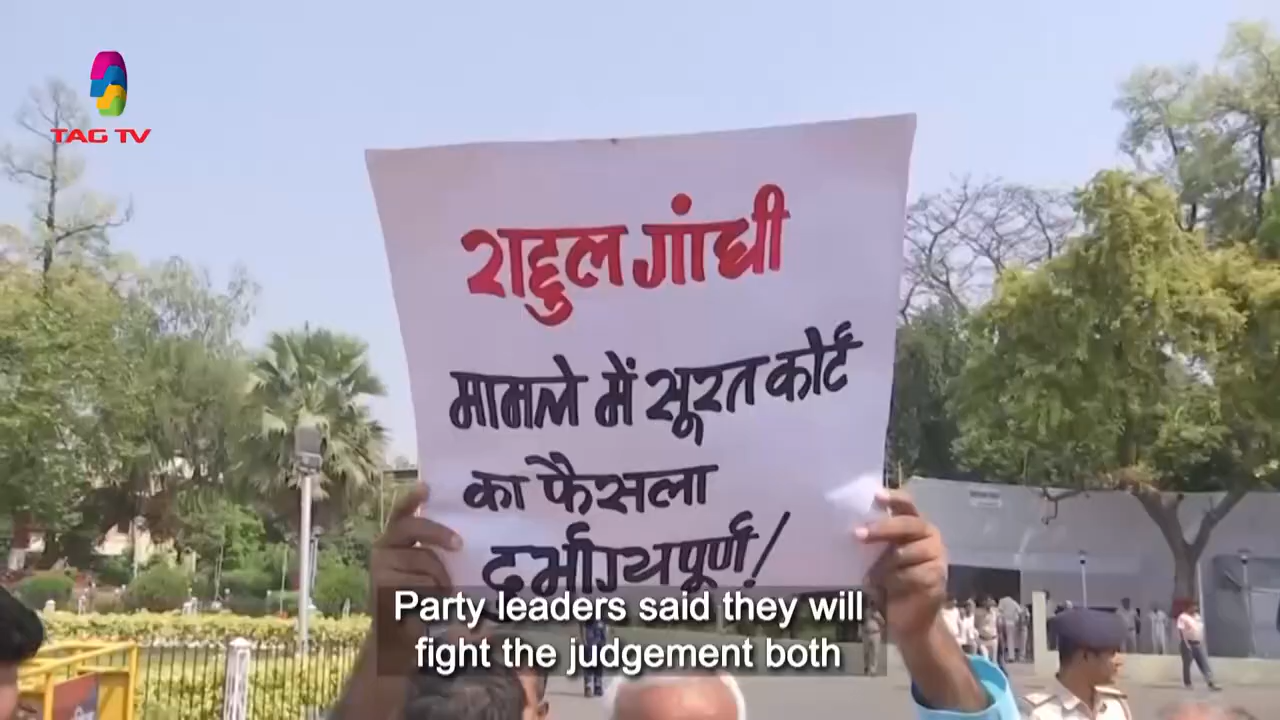 TAG TV
राहुल गांधी
मामले में सूरत कोर्ट
का फैसला
दुर्भाग्यपूर्ण!
Party leaders said they will
fight the judgement both